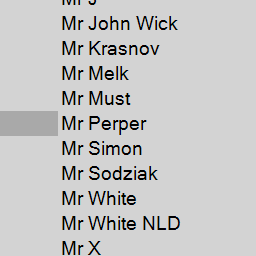 Mr J
Mr John Wick
Mr Krasnov
Mr Melk
Mr Must
Mr Perper
Mr Simon
Mr Sodziak
Mr White
Mr White NLD
Mr X